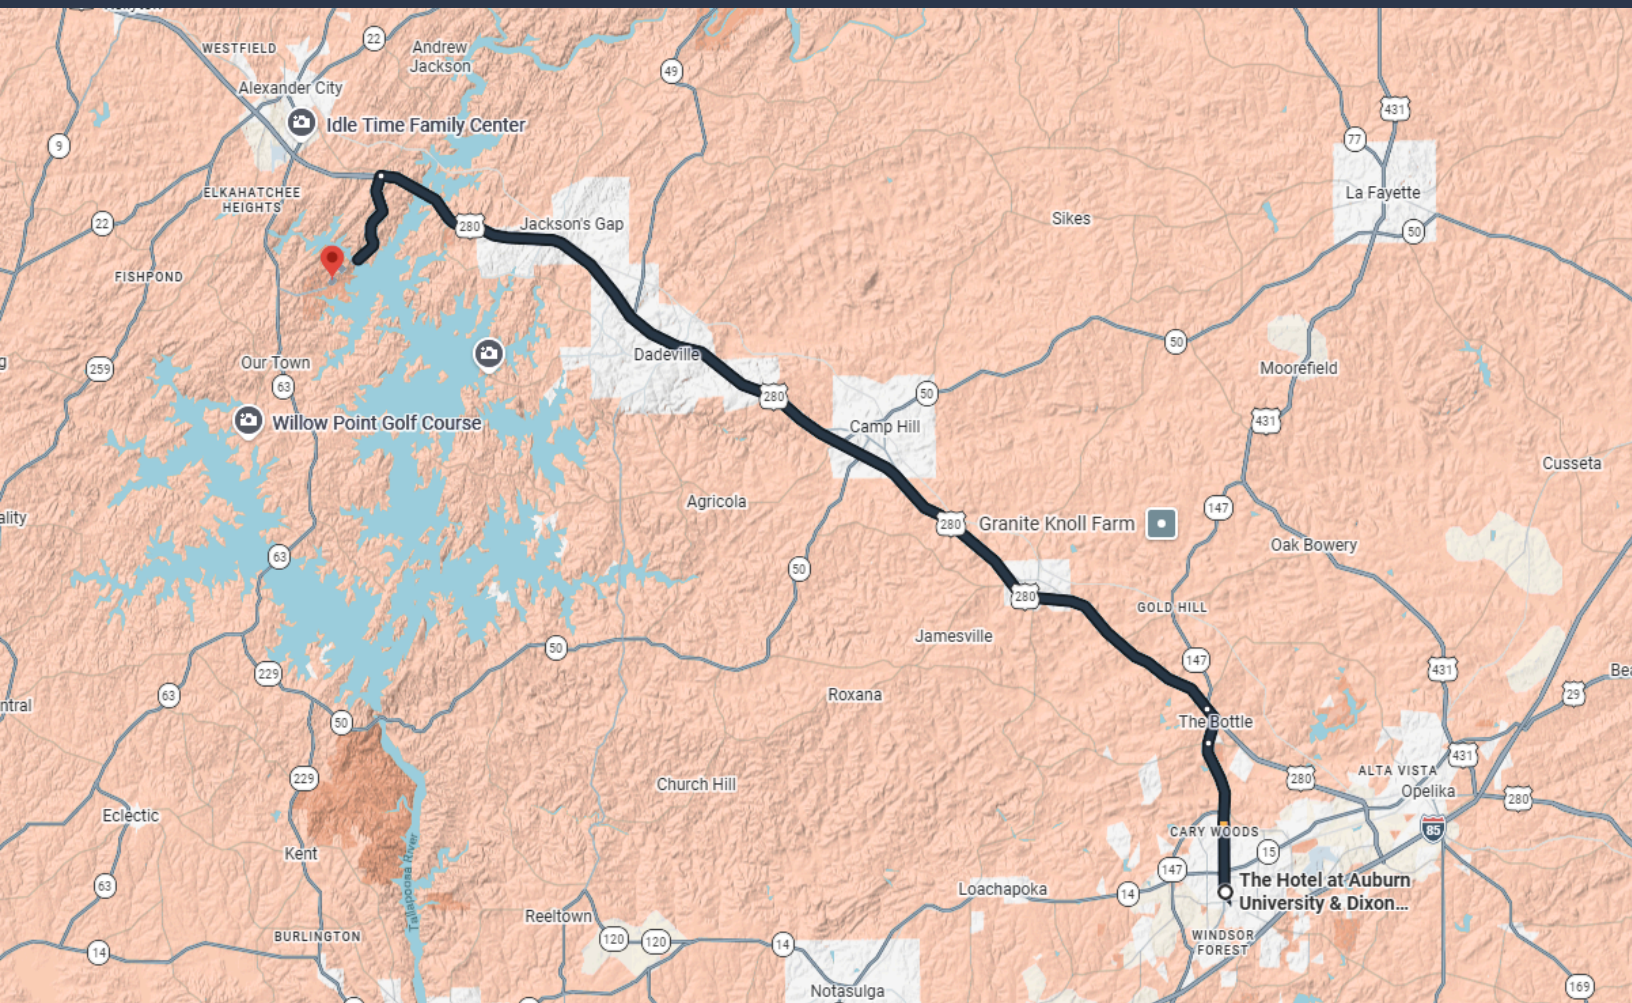 WESTFIELD
22
Andrew
Jackson
49
Alexander City
Idle Time Family Center
431
77
9
ELKAHATCHEE
HEIGHTS
La Fayette
22
280
Jackson's Gap
Sikes
50
FISHPOND
Our Town
259
63
Dadeville
50
Moorefield
280
50
Willow Point Golf Course
Camp Hill
431
Cusseta
Agricola
147
ality
280
Granite Knoll Farm
Oak Bowery
63
50
280
GOLD HILL
Jamesville
50
147
431
229
63
Roxana
29
Bea
ntral
50
The Bottle
431
229
Church Hill
280
ALTA VISTA
Opelika
280
Eclectic
CARY WOODS
85
Kent
15
147
63
Tallapoosa River
Loachapoka
14
The Hotel at Auburn
University & Dixon...
Reeltown
BURLINGTON
120
120
14
WINDSOR
FOREST
14
Notasulga
169